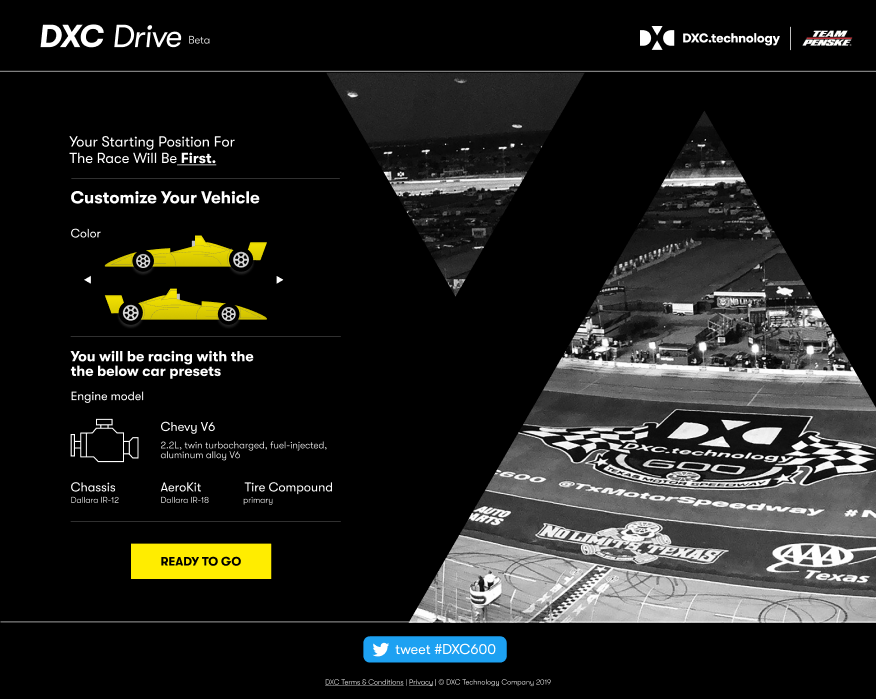 DXC Drive Beta
DXC.technology
TEAM
PENSKE
Your Starting Position For
The Race Will Be First.
Customize Your Vehicle
Color
You will be racing with the
the below car presets
Engine model
Chevy V6
2.2L, twin turbocharged, fuel-injected,
aluminum alloy V6
Chassis
Dallara IR-12
AeroKit
Dallara IR-18
Tire Compound
primary
READY TO GO
DXC.technology
600
TEXAS MOTOR SPEEDWAY
@TxMotorSpeedway
AUTO
PARTS
NO LIMITS, TEXAS
AAA
Texas
tweet #DXC600
DXC Terms & Conditions | Privacy | © DXC Technology Company 2019